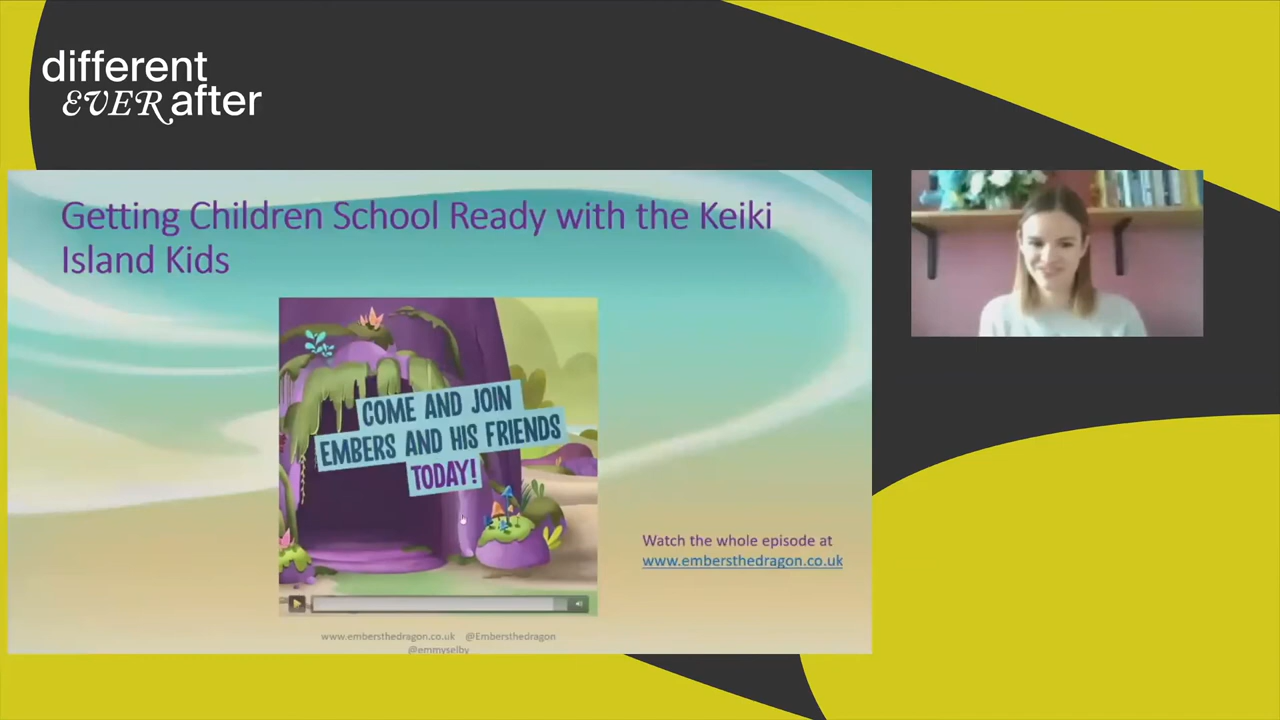 different
EVER after
Getting Children School Ready with the Keiki
Island Kids
COME AND JOIN
EMBERS AND HIS FRIENDS
TODAY!
Watch the whole episode at
www.embersthedragon.co.uk
www.embersthedragon.co.uk @Embersthedragon
@emmyselby